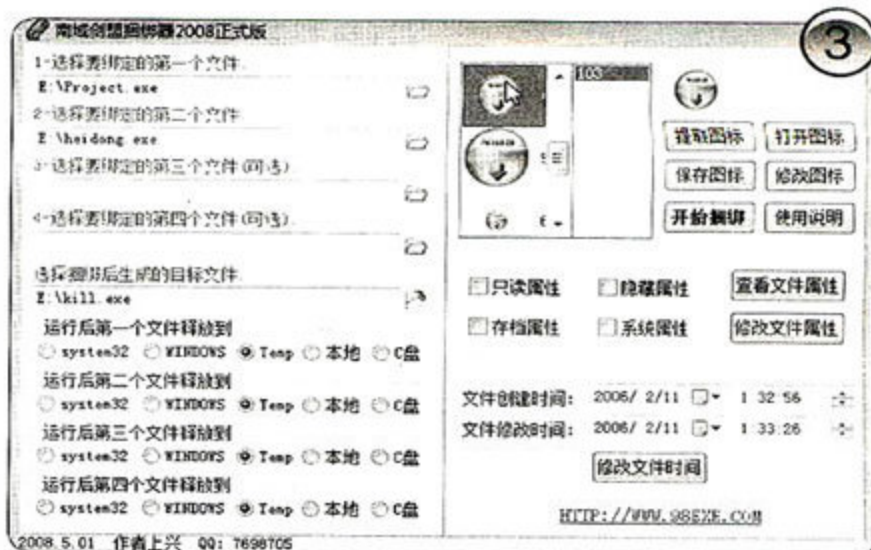 南域剑盟捆绑器2008正式版
③
1-选择要绑定的第一个文件
E:\Project.exe
2-选择要绑定的第二个文件
E:\heidong.exe
3-选择要绑定的第三个文件(可选)
4-选择要绑定的第四个文件(可选)
选择捆绑后生成的目标文件
E:\kill.exe
运行后第一个文件释放到
system32 WINDOWS Temp 本地 C盘
运行后第二个文件释放到
system32 WINDOWS Temp 本地 C盘
运行后第三个文件释放到
system32 WINDOWS Temp 本地 C盘
运行后第四个文件释放到
system32 WINDOWS Temp 本地 C盘
2008.5.01 作者上兴 QQ: 7698705
103
提取图标 打开图标
保存图标 修改图标
开始捆绑 使用说明
只读属性 隐藏属性 查看文件属性
存档属性 系统属性 修改文件属性
文件创建时间: 2006/ 2/11 1:32:56
文件修改时间: 2006/ 2/11 1:33:26
修改文件时间
HTTP://WWW.98EXE.COM